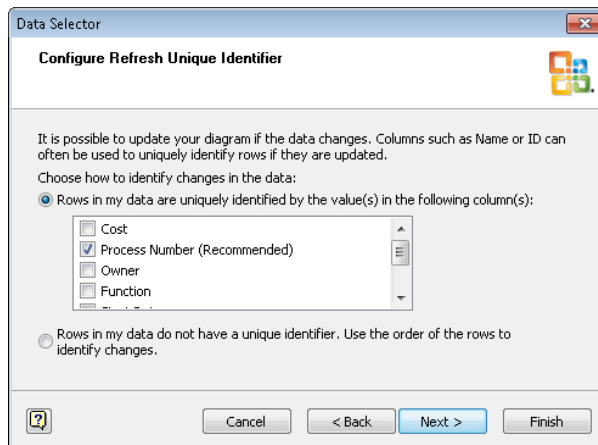 Data Selector
Configure Refresh Unique Identifier
It is possible to update your diagram if the data changes. Columns such as Name or ID can
often be used to uniquely identify rows if they are updated.
Choose how to identify changes in the data:
Rows in my data are uniquely identified by the value(s) in the following column(s):
Cost
Process Number (Recommended)
Owner
Function
Rows in my data do not have a unique identifier. Use the order of the rows to
identify changes.
Cancel
< Back
Next >
Finish